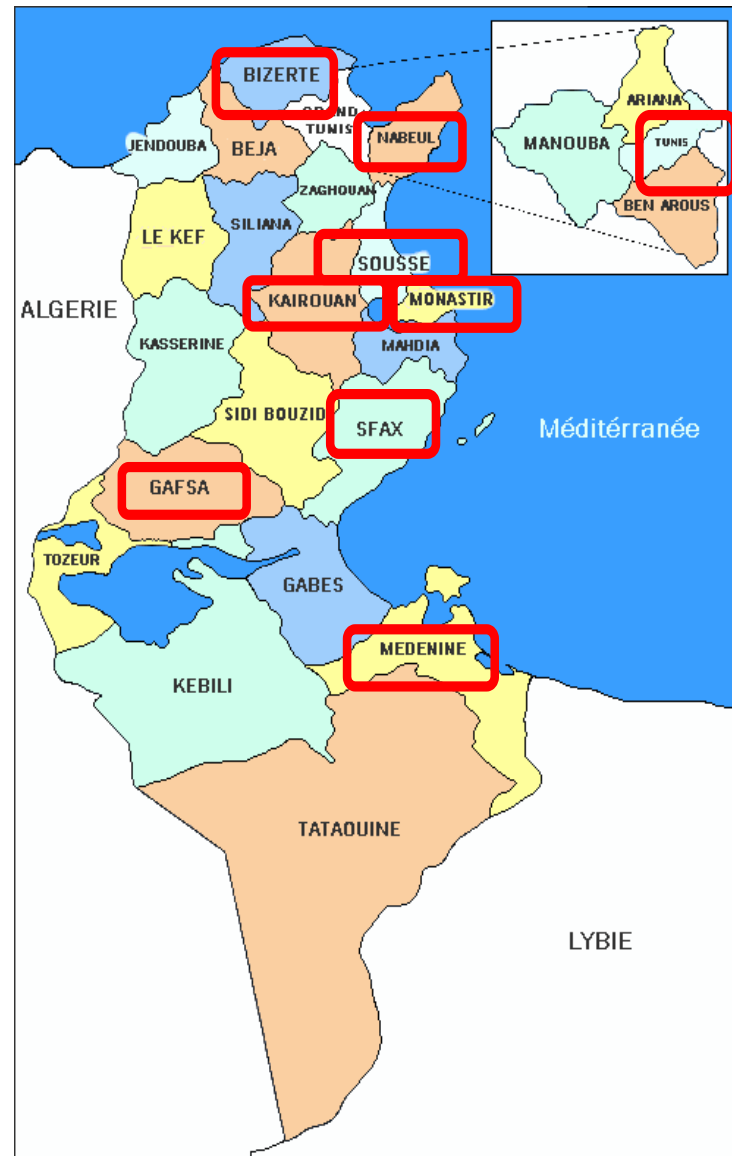 BIZERTE
GRAND
TUNIS
NABEUL
JENDOUBA
BEJA
ZAGHOUAN
ARIANA
MANOUBA
TUNIS
BEN AROUS
LE KEF
SILIANA
SOUSSE
ALGERIE
KAIROUAN
MONASTIR
KASSERINE
MAHDIA
SIDI BOUZID
SFAX
Méditérranée
GAFSA
TOZEUR
GABES
MEDENINE
KEBILI
TATAOUINE
LYBIE